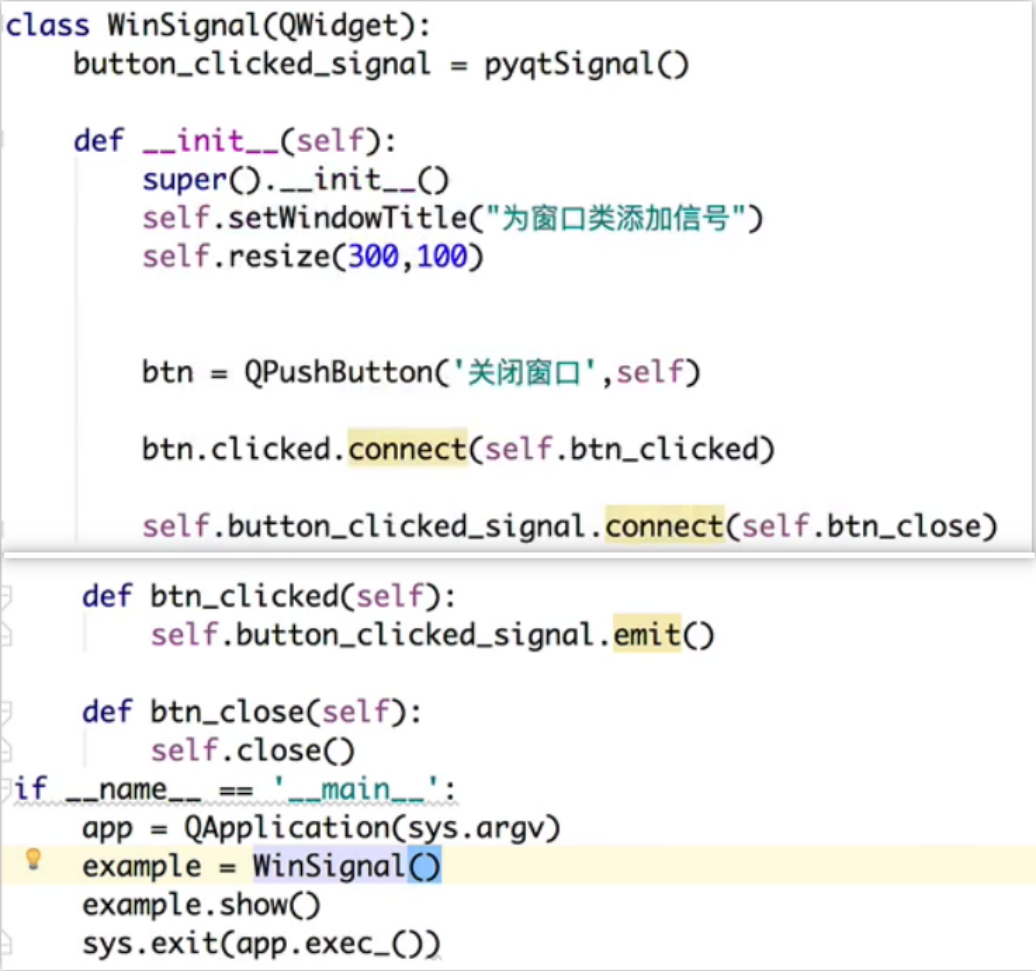 class WinSignal(QWidget):
    button_clicked_signal = pyqtSignal()
    def __init__(self):
        super().__init__()
        self.setWindowTitle("为窗口类添加信号")
        self.resize(300,100)
        btn = QPushButton('关闭窗口',self)
        btn.clicked.connect(self.btn_clicked)
        self.button_clicked_signal.connect(self.btn_close)
    def btn_clicked(self):
        self.button_clicked_signal.emit()
    def btn_close(self):
        self.close()
if __name__ == '__main__':
    app = QApplication(sys.argv)
    example = WinSignal()
    example.show()
    sys.exit(app.exec_())